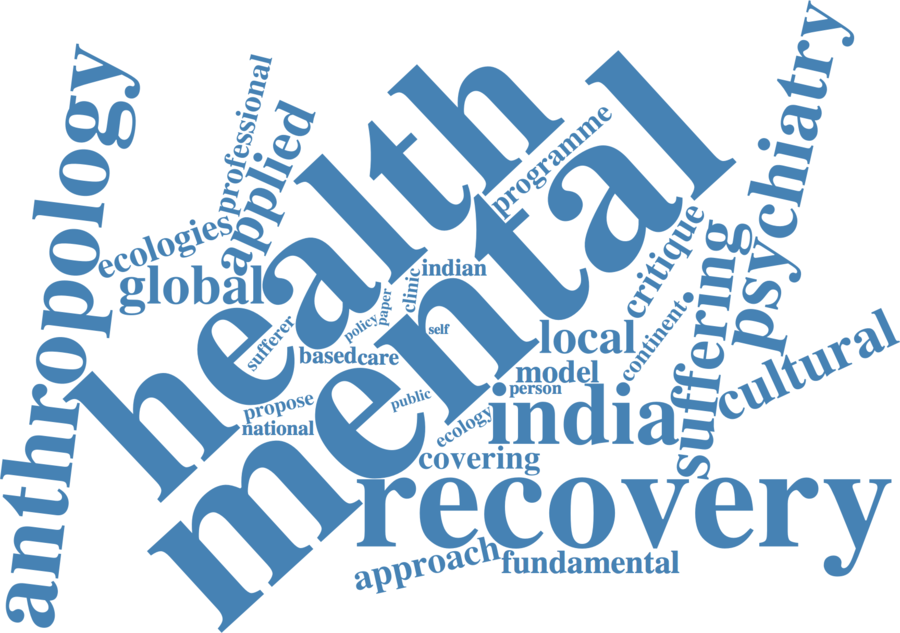 anthropology
professional
applied
ecologies
global
health
mental
programme
psychiatry
critique
suffering
continent
cultural
indian
clinic
paper
policy
self
sufferer
based
care
local
model
person
india
propose
national
public
ecology
covering
recovery
approach
fundamental